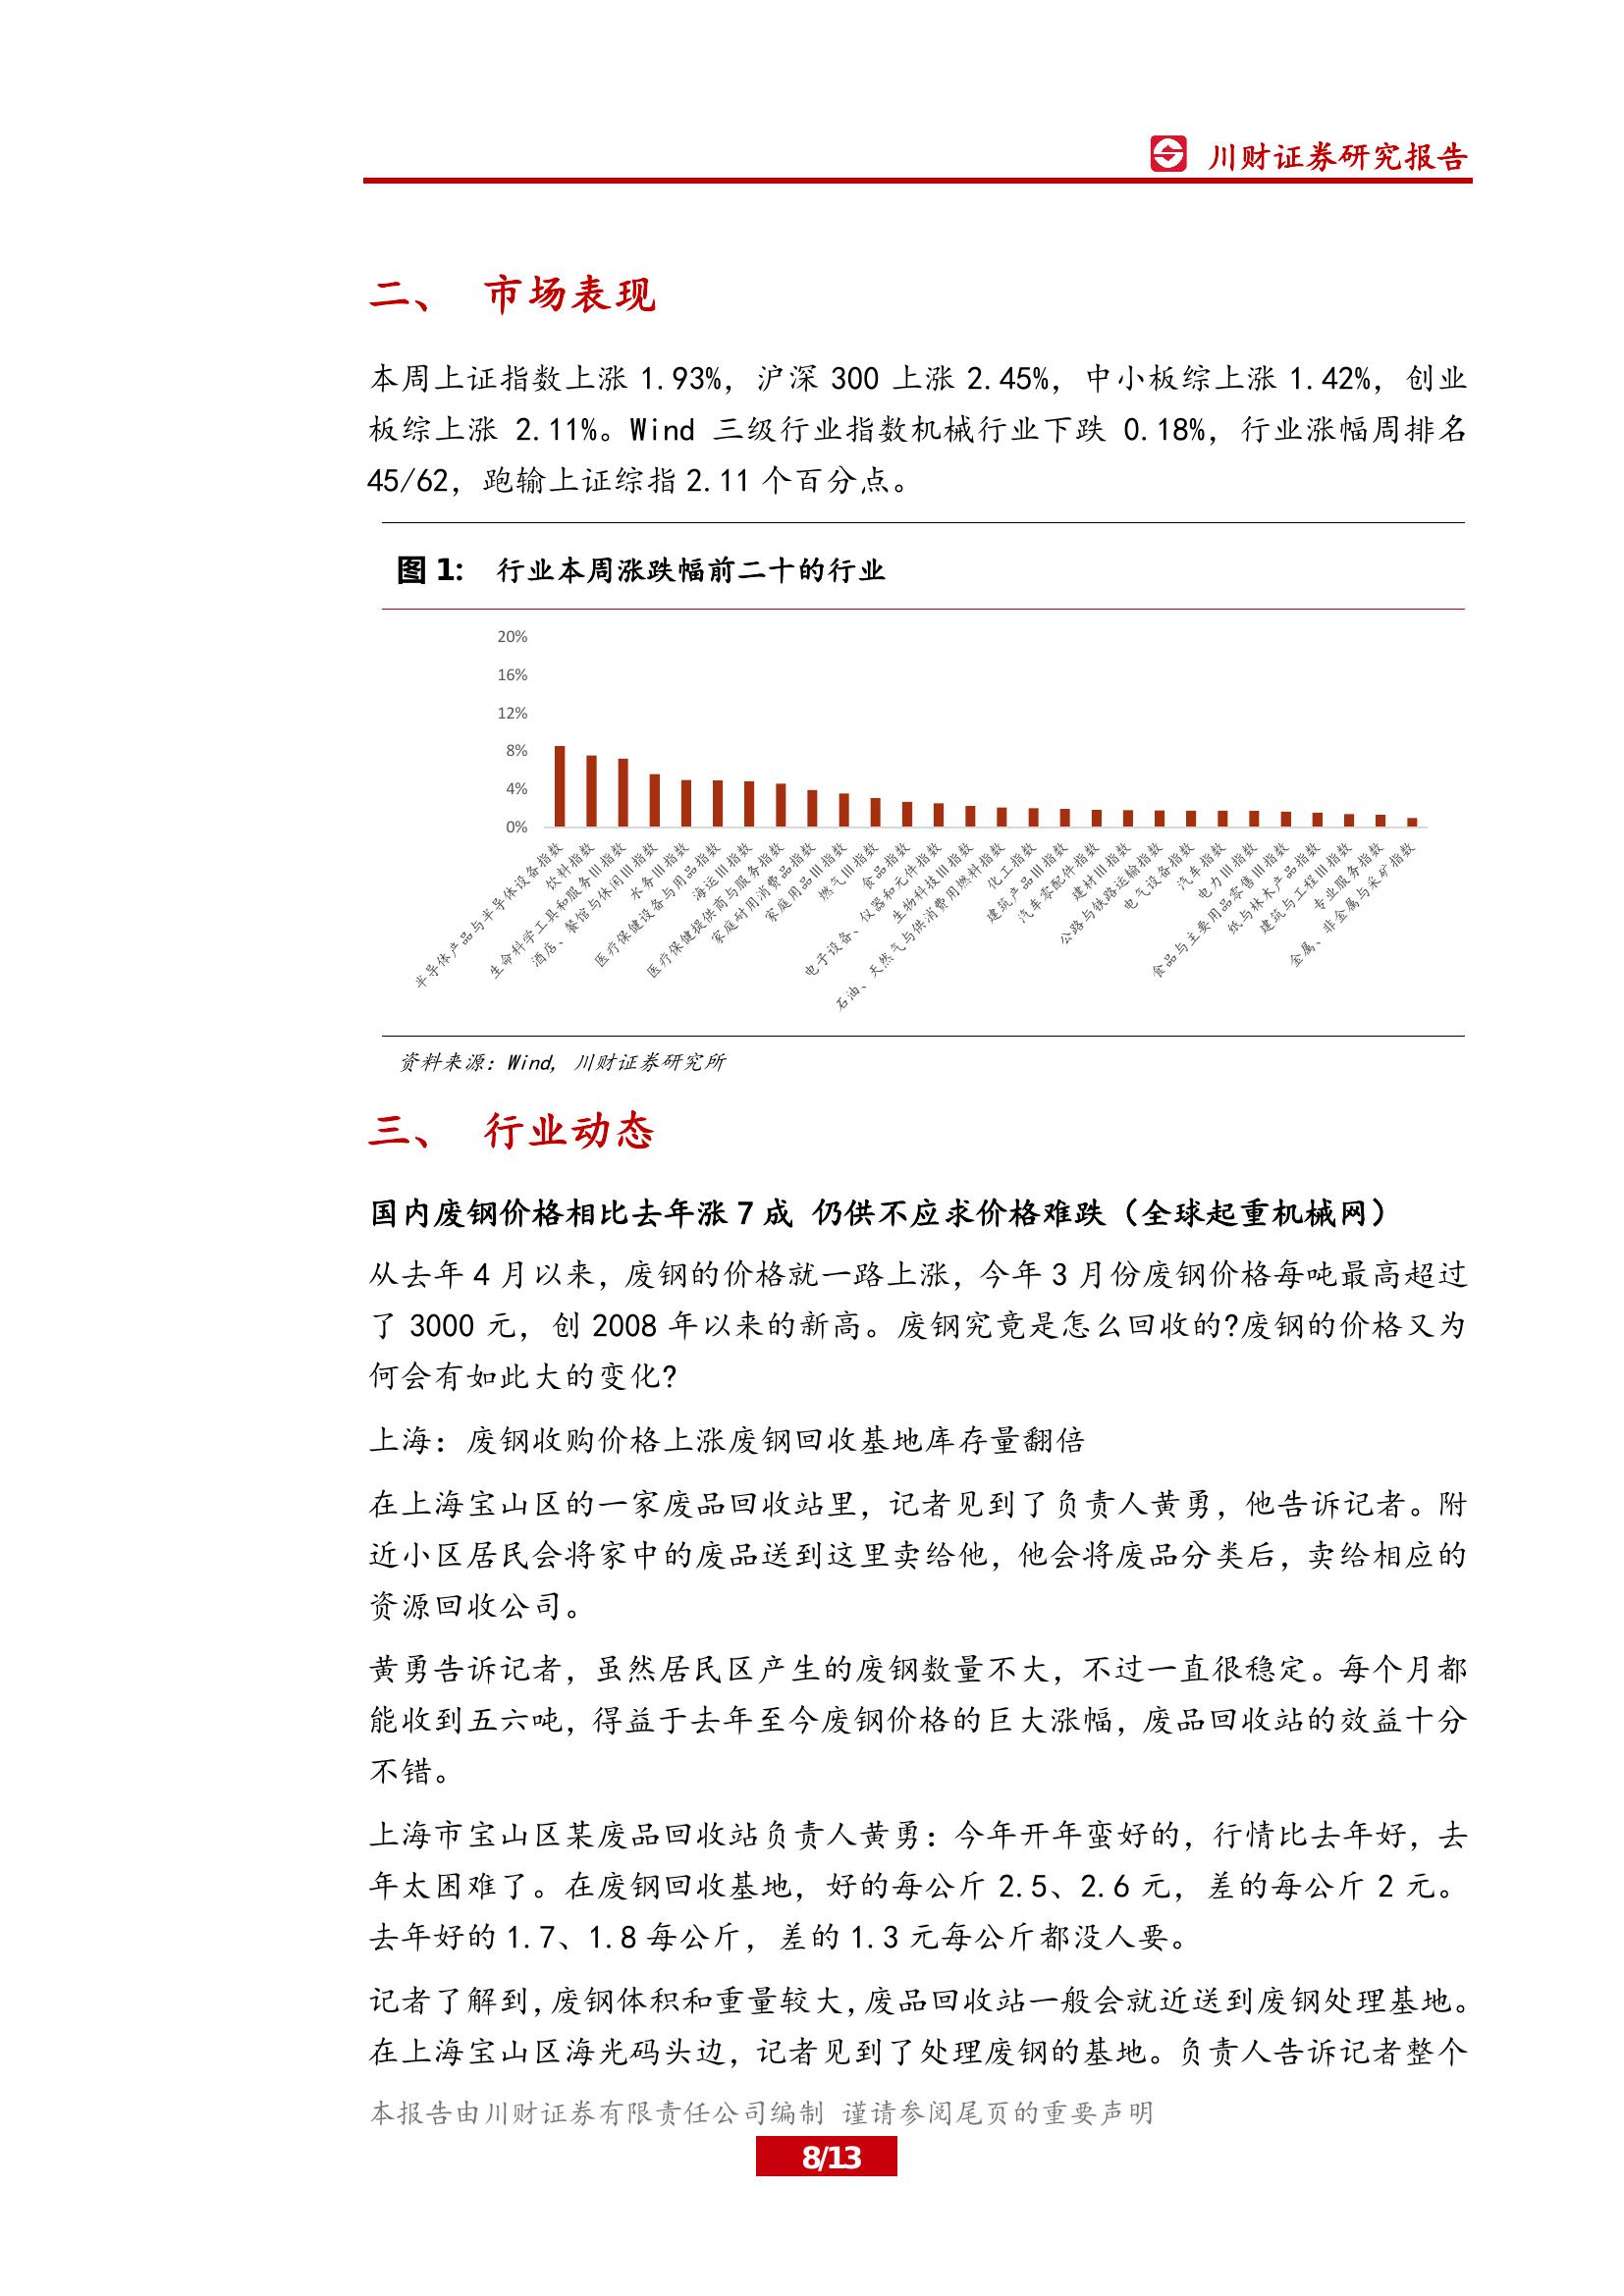 川财证券研究报告
二、 市场表现
本周上证指数上涨 1.93%，沪深 300 上涨 2.45%，中小板综上涨 1.42%，创业
板综上涨 2.11%。Wind 三级行业指数机械行业下跌 0.18%，行业涨幅周排名
45/62，跑输上证综指 2.11 个百分点。
图 1： 行业本周涨跌幅前二十的行业
20%
16%
12%
8%
4%
0%
半导体产品与半导体设备指数
饮料指数
生命科学工具和服务Ⅲ指数
酒店、餐馆与休闲Ⅲ指数
水务Ⅲ指数
医疗保健设备与用品指数
海运Ⅲ指数
医疗保健提供商与服务指数
家庭耐用消费品指数
家庭用品Ⅲ指数
燃气Ⅲ指数
食品指数
电子设备、仪器和元件指数
生物科技Ⅲ指数
石油、天然气与供消费用燃料指数
化工指数
建筑产品Ⅲ指数
汽车零配件指数
建材Ⅲ指数
公路与铁路运输指数
电气设备指数
汽车指数
电力Ⅲ指数
食品与主要用品零售Ⅲ指数
纸与林木产品指数
建筑与工程Ⅲ指数
专业服务指数
金属、非金属与采矿指数
资料来源：Wind, 川财证券研究所
三、 行业动态
国内废钢价格相比去年涨 7 成 仍供不应求价格难跌（全球起重机械网）
从去年 4 月以来，废钢的价格就一路上涨，今年 3 月份废钢价格每吨最高超过
了 3000 元，创 2008 年以来的新高。废钢究竟是怎么回收的?废钢的价格又为
何会有如此大的变化?
上海：废钢收购价格上涨废钢回收基地库存量翻倍
在上海宝山区的一家废品回收站里，记者见到了负责人黄勇，他告诉记者。附
近小区居民会将家中的废品送到这里卖给他，他会将废品分类后，卖给相应的
资源回收公司。
黄勇告诉记者，虽然居民区产生的废钢数量不大，不过一直很稳定。每个月都
能收到五六吨，得益于去年至今废钢价格的巨大涨幅，废品回收站的效益十分
不错。
上海市宝山区某废品回收站负责人黄勇：今年开年蛮好的，行情比去年好，去
年太困难了。在废钢回收基地，好的每公斤 2.5、2.6 元，差的每公斤 2 元。
去年好的 1.7、1.8 每公斤，差的 1.3 元每公斤都没人要。
记者了解到，废钢体积和重量较大，废品回收站一般会就近送到废钢处理基地。
在上海宝山区海光码头边，记者见到了处理废钢的基地。负责人告诉记者整个
本报告由川财证券有限责任公司编制 谨请参阅尾页的重要声明
8/13